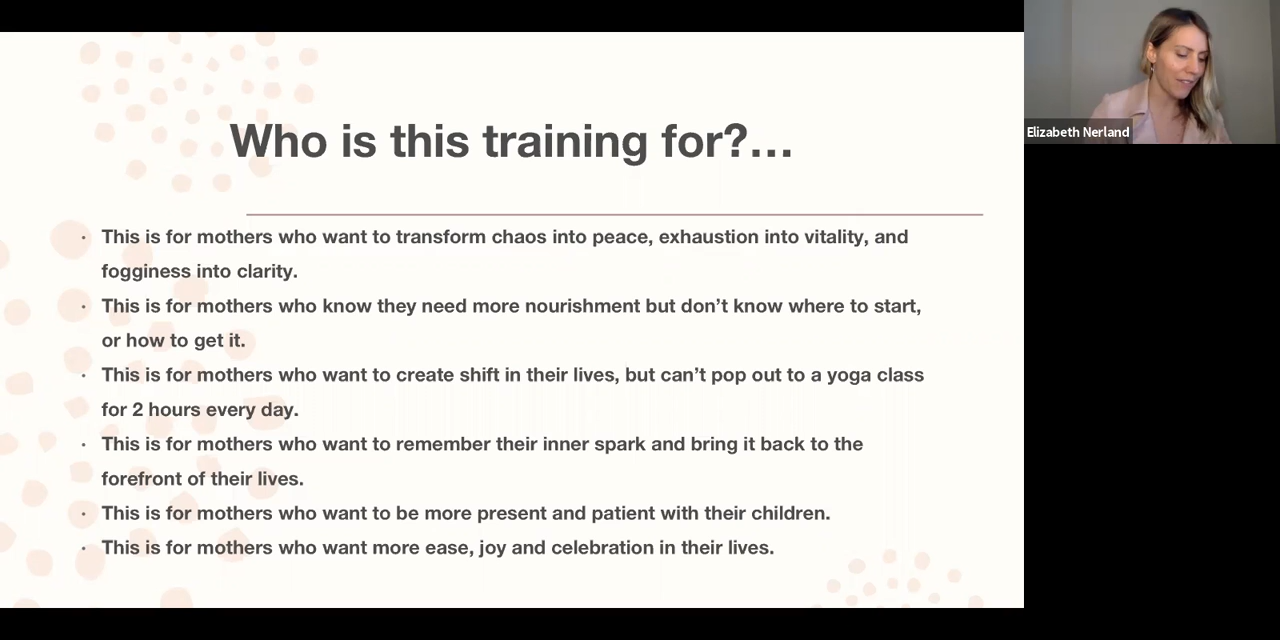 Who is this training for?...
· This is for mothers who want to transform chaos into peace, exhaustion into vitality, and
fogginess into clarity.
· This is for mothers who know they need more nourishment but don’t know where to start,
or how to get it.
· This is for mothers who want to create shift in their lives, but can’t pop out to a yoga class
for 2 hours every day.
· This is for mothers who want to remember their inner spark and bring it back to the
forefront of their lives.
· This is for mothers who want to be more present and patient with their children.
· This is for mothers who want more ease, joy and celebration in their lives.
Elizabeth Nerland